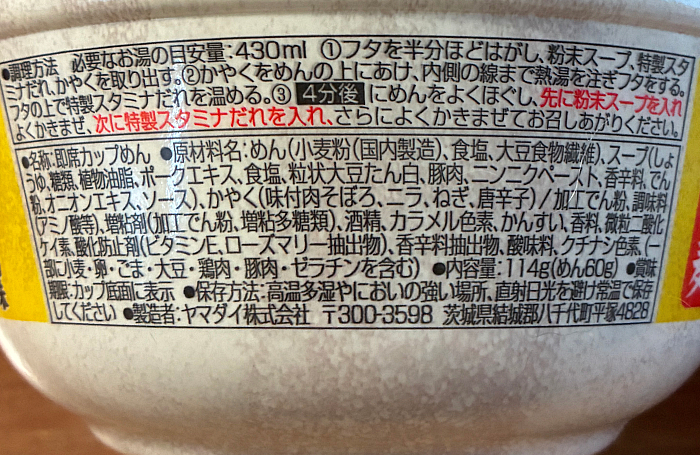 ●調理方法 必要なお湯の目安量:430ml ①フタを半分ほどはがし、粉末スープ、特製スタ
ミナだれ、かやくを取り出す。②かやくをめんの上にあけ、内側の線まで熱湯を注ぎフタをする。
フタの上で特製スタミナだれを温める。③ 4分後 にめんをよくほぐし、先に粉末スープを入れ
よくかきまぜ、次に特製スタミナだれを入れ、さらによくかきまぜてお召しあがりください。
●名称:即席カップめん ●原材料名:めん(小麦粉(国内製造)、食塩、大豆食物繊維)、スープ(しょ
うゆ、糖類、植物油脂、ポークエキス、食塩、粒状大豆たん白、豚肉、ニンニクペースト、香辛料、でん
粉、オニオンエキス、ソース)、かやく(味付肉そぼろ、ニラ、ねぎ、唐辛子)/加工でん粉、調味料
(アミノ酸等)、増粘剤(加工でん粉、増粘多糖類)、酒精、カラメル色素、かんすい、香料、微粒二酸化
ケイ素、酸化防止剤(ビタミンE、ローズマリー抽出物)、香辛料抽出物、酸味料、クチナシ色素、(一
部に小麦・卵・ごま・大豆・鶏肉・豚肉・ゼラチンを含む) ●内容量:114g(めん60g) ●賞味
期限:カップ底面に表示 ●保存方法:高温多湿やにおいの強い場所、直射日光を避け常温で保存
してください ●製造者:ヤマダイ株式会社 〒300-3598 茨城県結城郡八千代町平塚4828